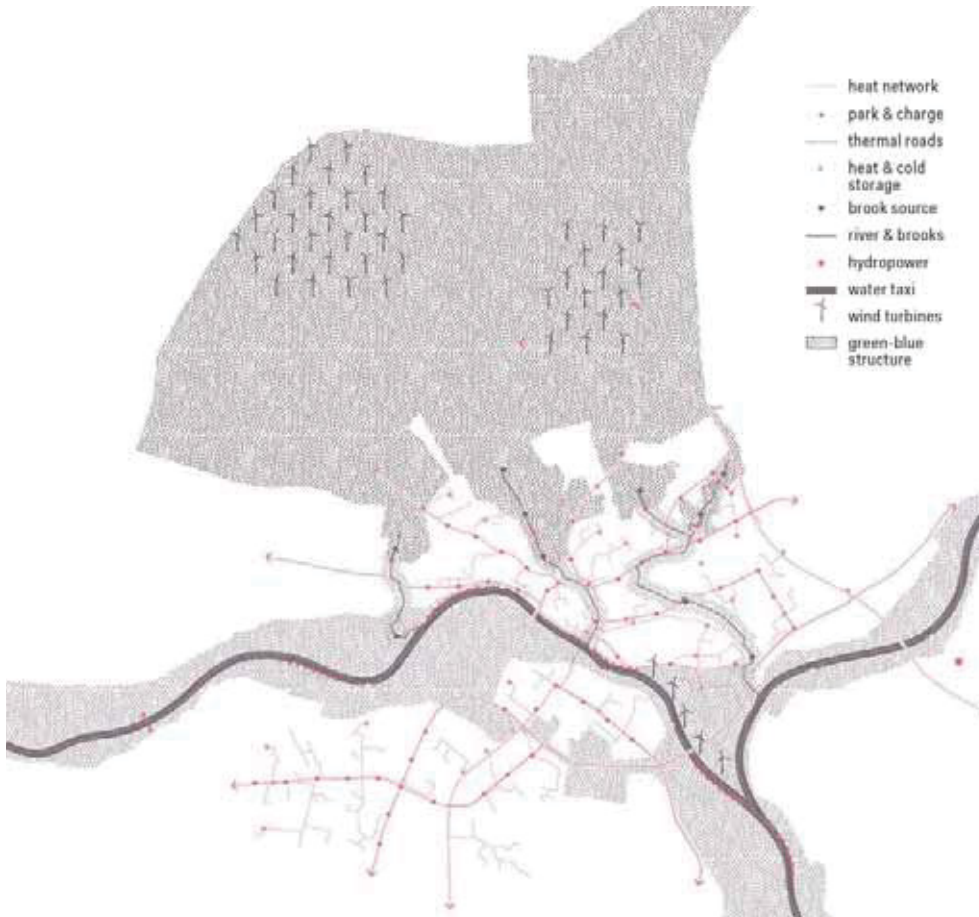 heat network
park & charge
thermal roads
heat & cold
storage
brook source
river & brooks
hydropower
water taxi
wind turbines
green-blue
structure